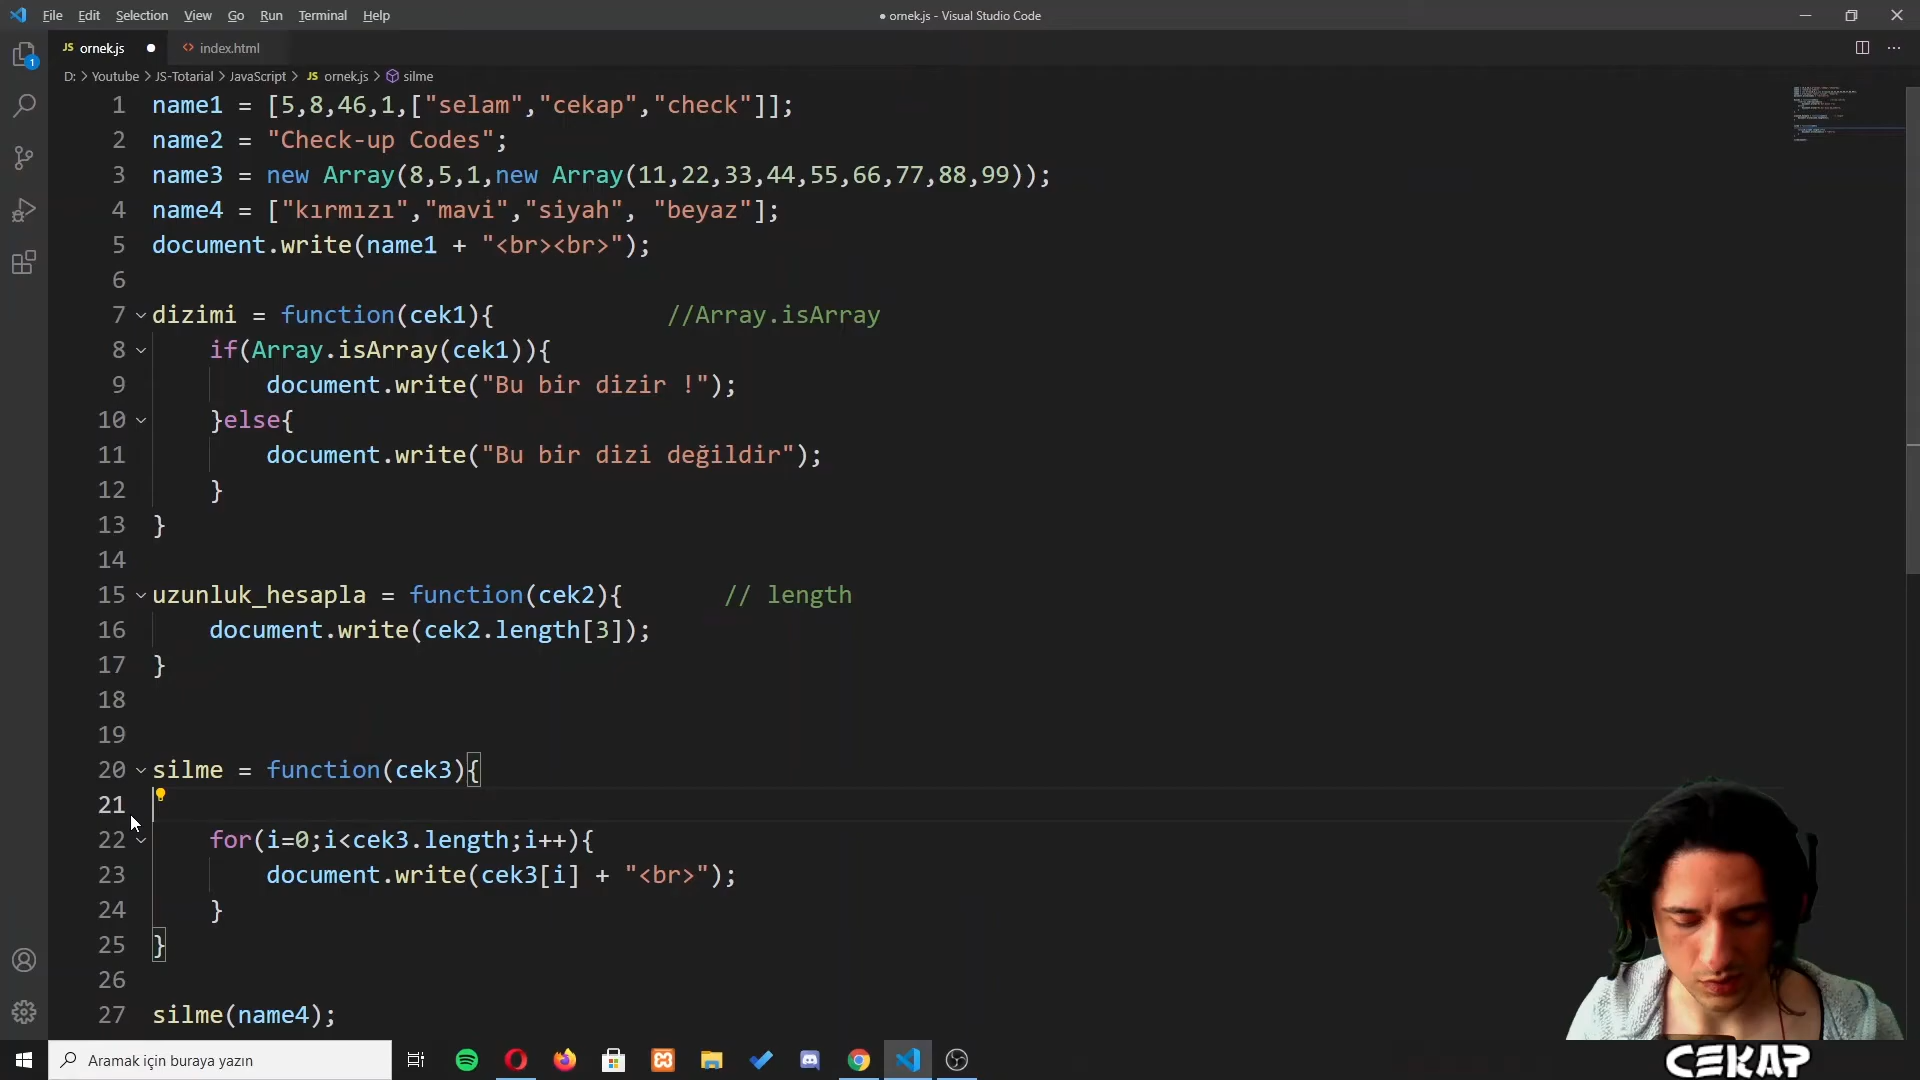 File Edit Selection View Go Run Terminal Help
● ornek.js - Visual Studio Code
JS ornek.js ● <> index.html
D: > Youtube > JS-Totarial > JavaScript > JS ornek.js > silme
1 name1 = [5,8,46,1,["selam","cekap","check"]];
2 name2 = "Check-up Codes";
3 name3 = new Array(8,5,1,new Array(11,22,33,44,55,66,77,88,99));
4 name4 = ["kırmızı","mavi","siyah", "beyaz"];
5 document.write(name1 + "<br><br>");
6
7 dizimi = function(cek1){ //Array.isArray
8 if(Array.isArray(cek1)){
9 document.write("Bu bir dizir !");
10 }else{
11 document.write("Bu bir dizi değildir");
12 }
13 }
14
15 uzunluk_hesapla = function(cek2){ // length
16 document.write(cek2.length[3]);
17 }
18
19
20 silme = function(cek3){
21
22 for(i=0;i<cek3.length;i++){
23 document.write(cek3[i] + "<br>");
24 }
25 }
26
27 silme(name4);
1
Aramak için buraya yazın
CEKAP